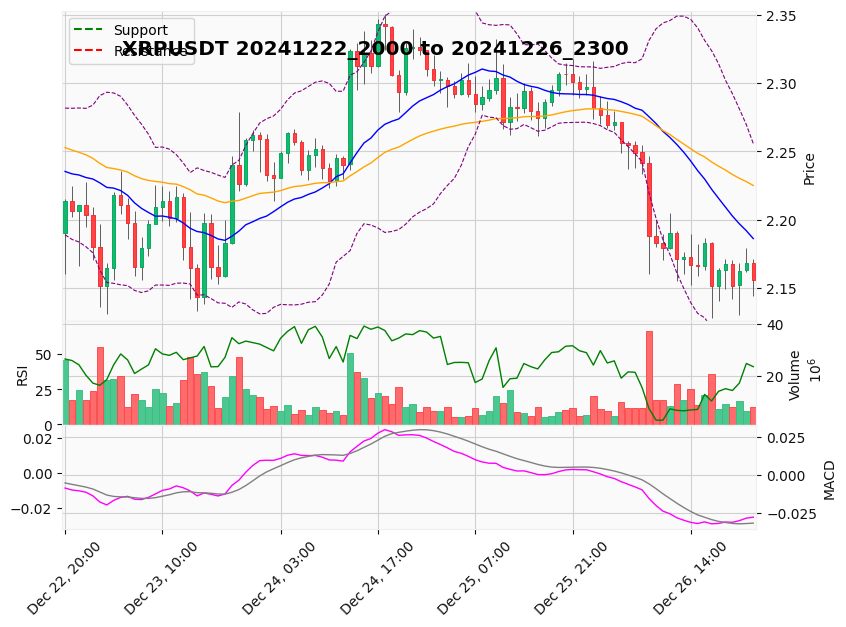 XRPUSDT 20241222_2000 to 20241226_2300
Support
Resistance
2.35
2.30
2.25
2.20
2.15
Price
RSI
50
25
0
40
20
Volume
10^6
0.02
0.00
−0.02
0.025
0.000
−0.025
MACD
Dec 22, 20:00
Dec 23, 10:00
Dec 24, 03:00
Dec 24, 17:00
Dec 25, 07:00
Dec 25, 21:00
Dec 26, 14:00